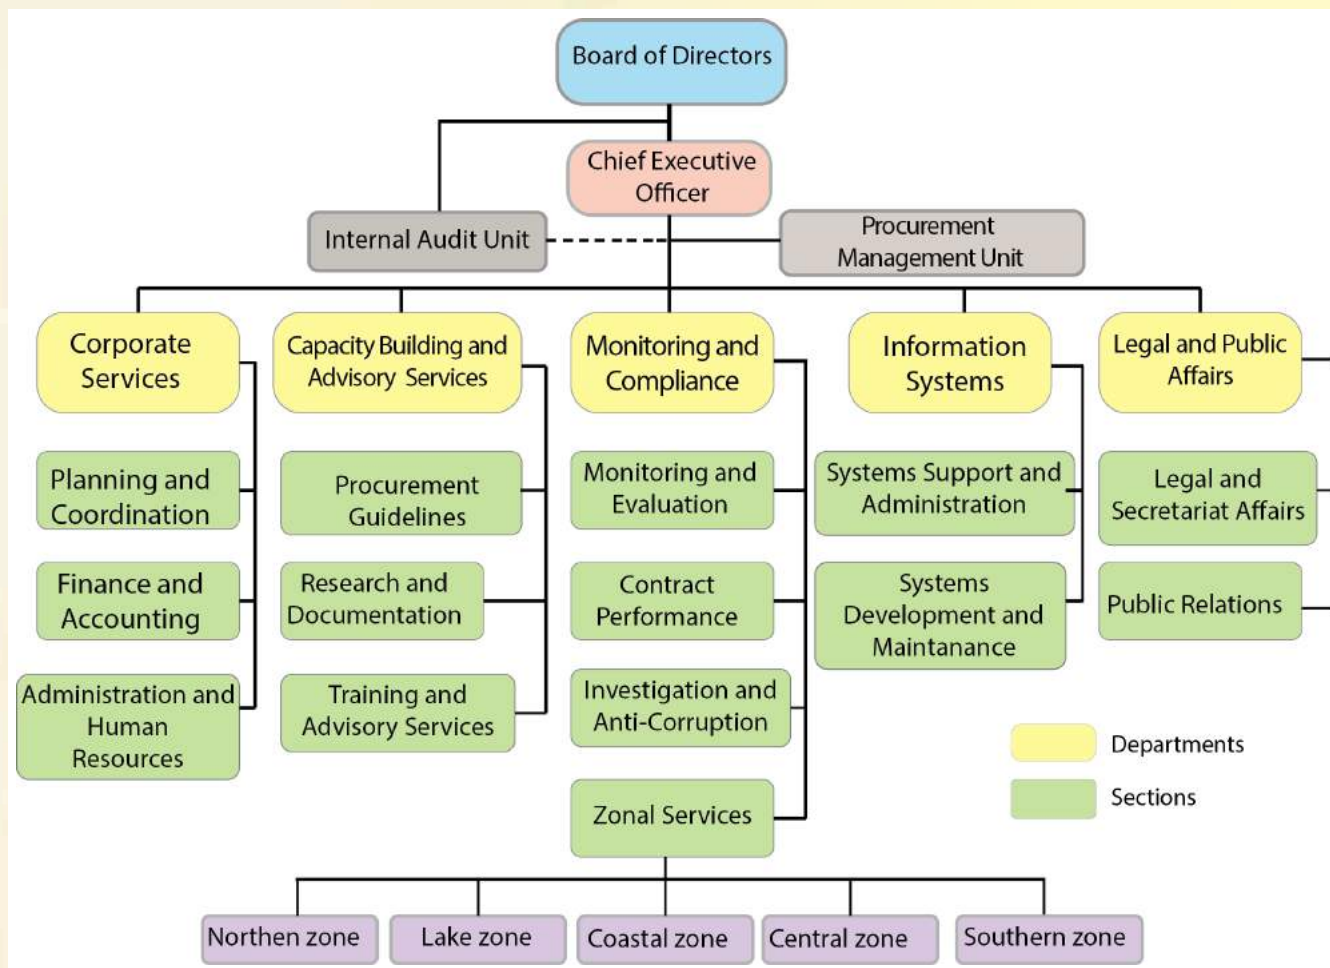 Board of Directors
Chief Executive
Officer
Internal Audit Unit
Procurement
Management Unit
Corporate
Services
Capacity Building and
Advisory Services
Monitoring and
Compliance
Information
Systems
Legal and Public
Affairs
Planning and
Coordination
Procurement
Guidelines
Monitoring and
Evaluation
Systems Support and
Administration
Legal and
Secretariat Affairs
Finance and
Accounting
Research and
Documentation
Contract
Performance
Systems
Development and
Maintanance
Public Relations
Administration and
Human
Resources
Training and
Advisory Services
Investigation and
Anti-Corruption
Departments
Sections
Zonal Services
Northen zone
Lake zone
Coastal zone
Central zone
Southern zone